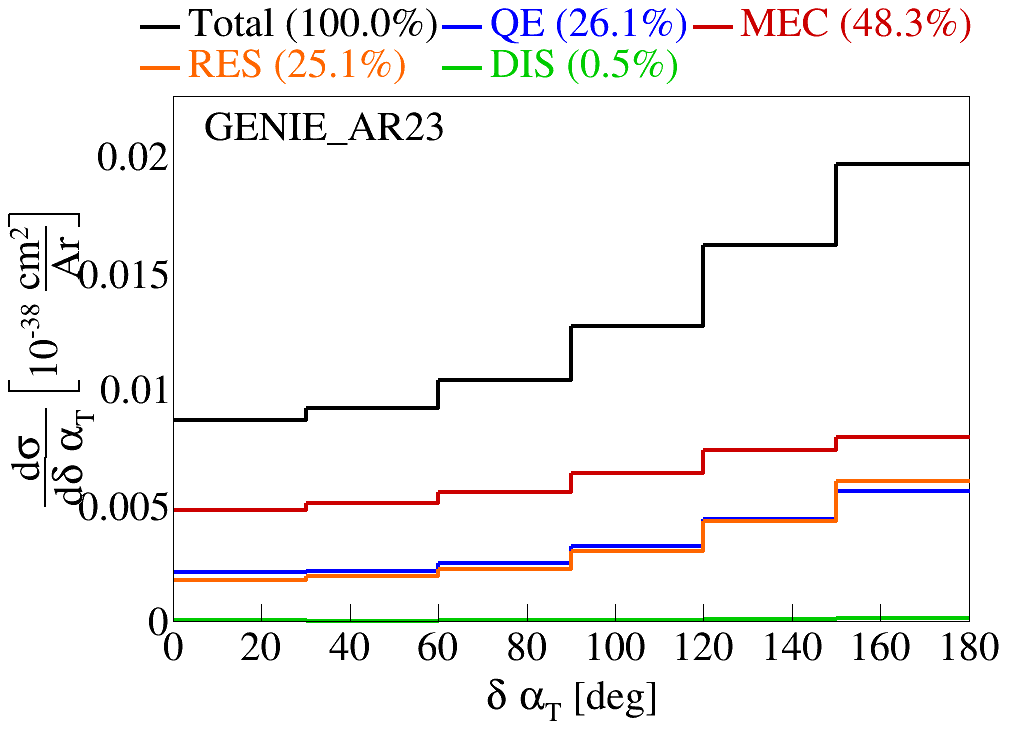 Total (100.0%) QE (26.1%) MEC (48.3%)
RES (25.1%) DIS (0.5%)
GENIE_AR23
0.02
0.015
0.01
0.005
0
0 20 40 60 80 100 120 140 160 180
δ α_T [deg]
dσ/dδ α_T [10^-38 cm^2/Ar]